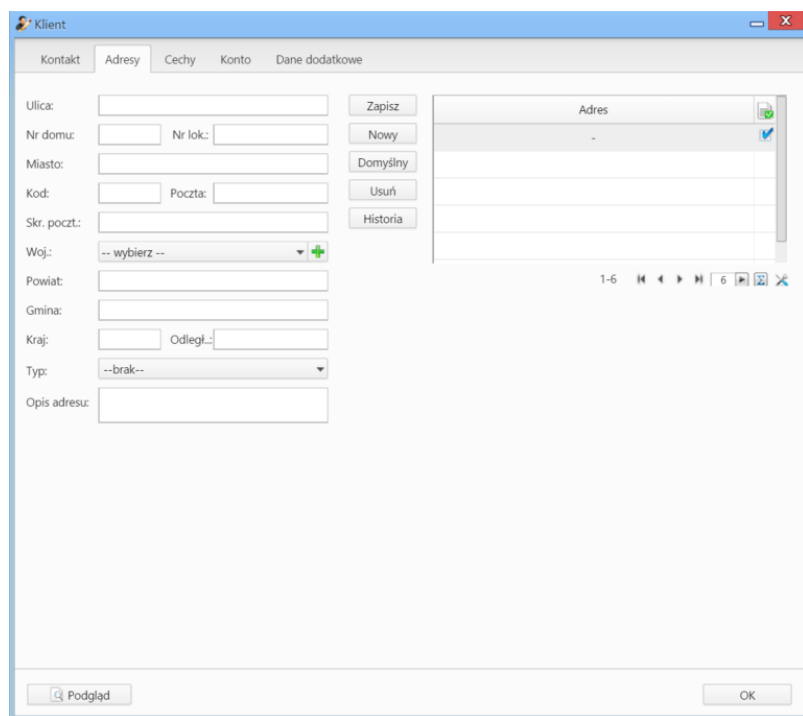 Klient
Kontakt Adresy Cechy Konto Dane dodatkowe
Ulica: Zapisz Adres
Nr domu: Nr lok.: Nowy -
Miasto: Domyślny
Kod: Poczta: Usuń
Skr. poczt.: Historia
Woj.: -- wybierz --
Powiat: 1-6 6
Gmina:
Kraj: Odległ..:
Typ: --brak--
Opis adresu:
Podgląd OK